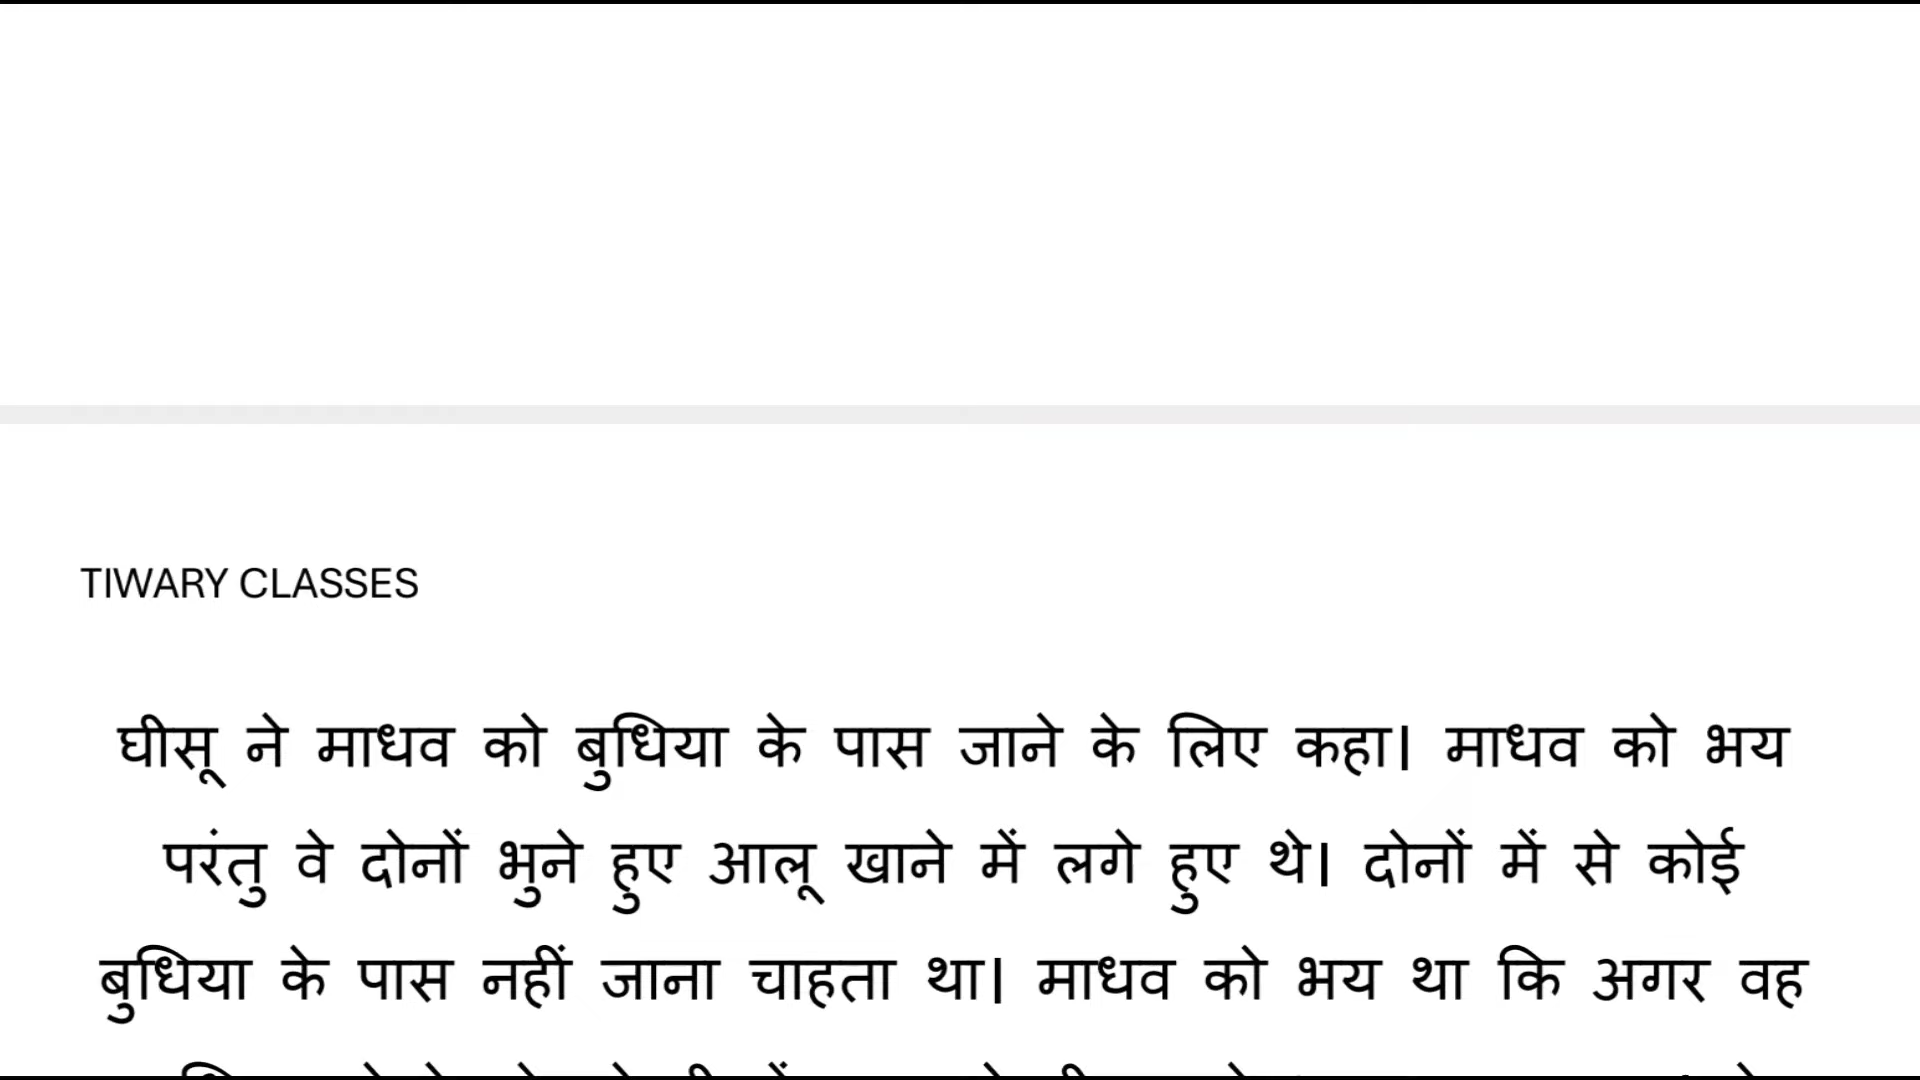 TIWARY CLASSES
घीसू ने माधव को बुधिया के पास जाने के लिए कहा। माधव को भय
परंतु वे दोनों भुने हुए आलू खाने में लगे हुए थे। दोनों में से कोई
बुधिया के पास नहीं जाना चाहता था। माधव को भय था कि अगर वह